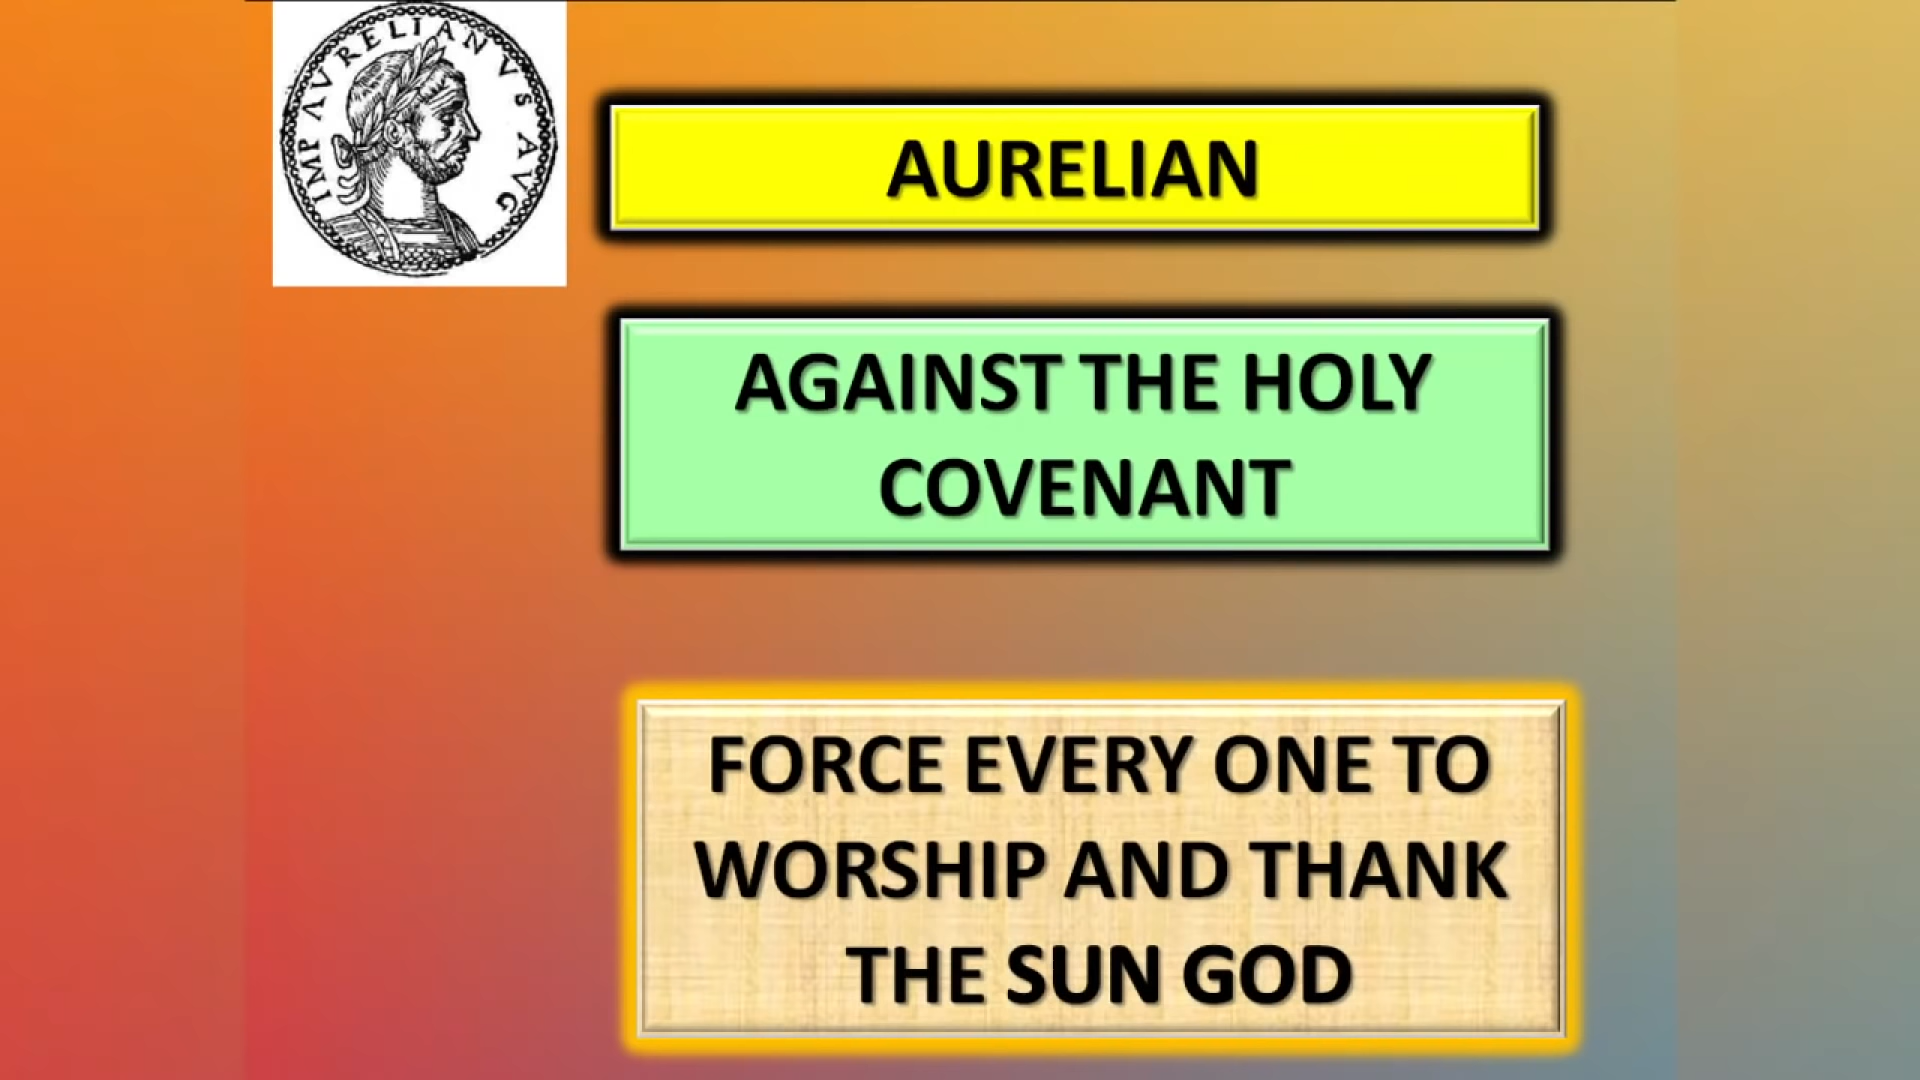 IMP AVRELIANVS AVG
AURELIAN
AGAINST THE HOLY
COVENANT
FORCE EVERY ONE TO
WORSHIP AND THANK
THE SUN GOD